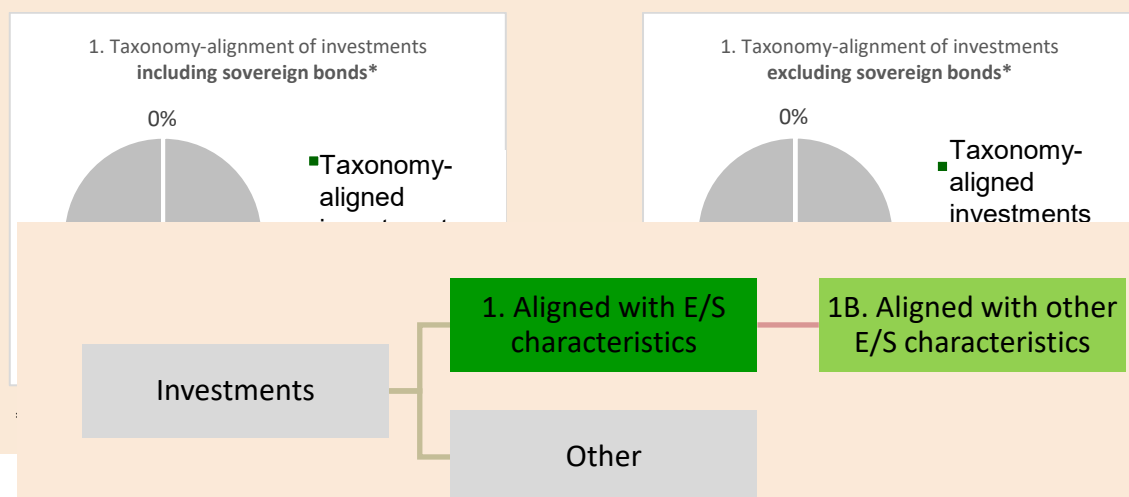 1. Taxonomy-alignment of investments
including sovereign bonds*
0%
Taxonomy-
aligned
1. Taxonomy-alignment of investments
excluding sovereign bonds*
0%
Taxonomy-
aligned
investments
Investments
1. Aligned with E/S
characteristics
1B. Aligned with other
E/S characteristics
Other